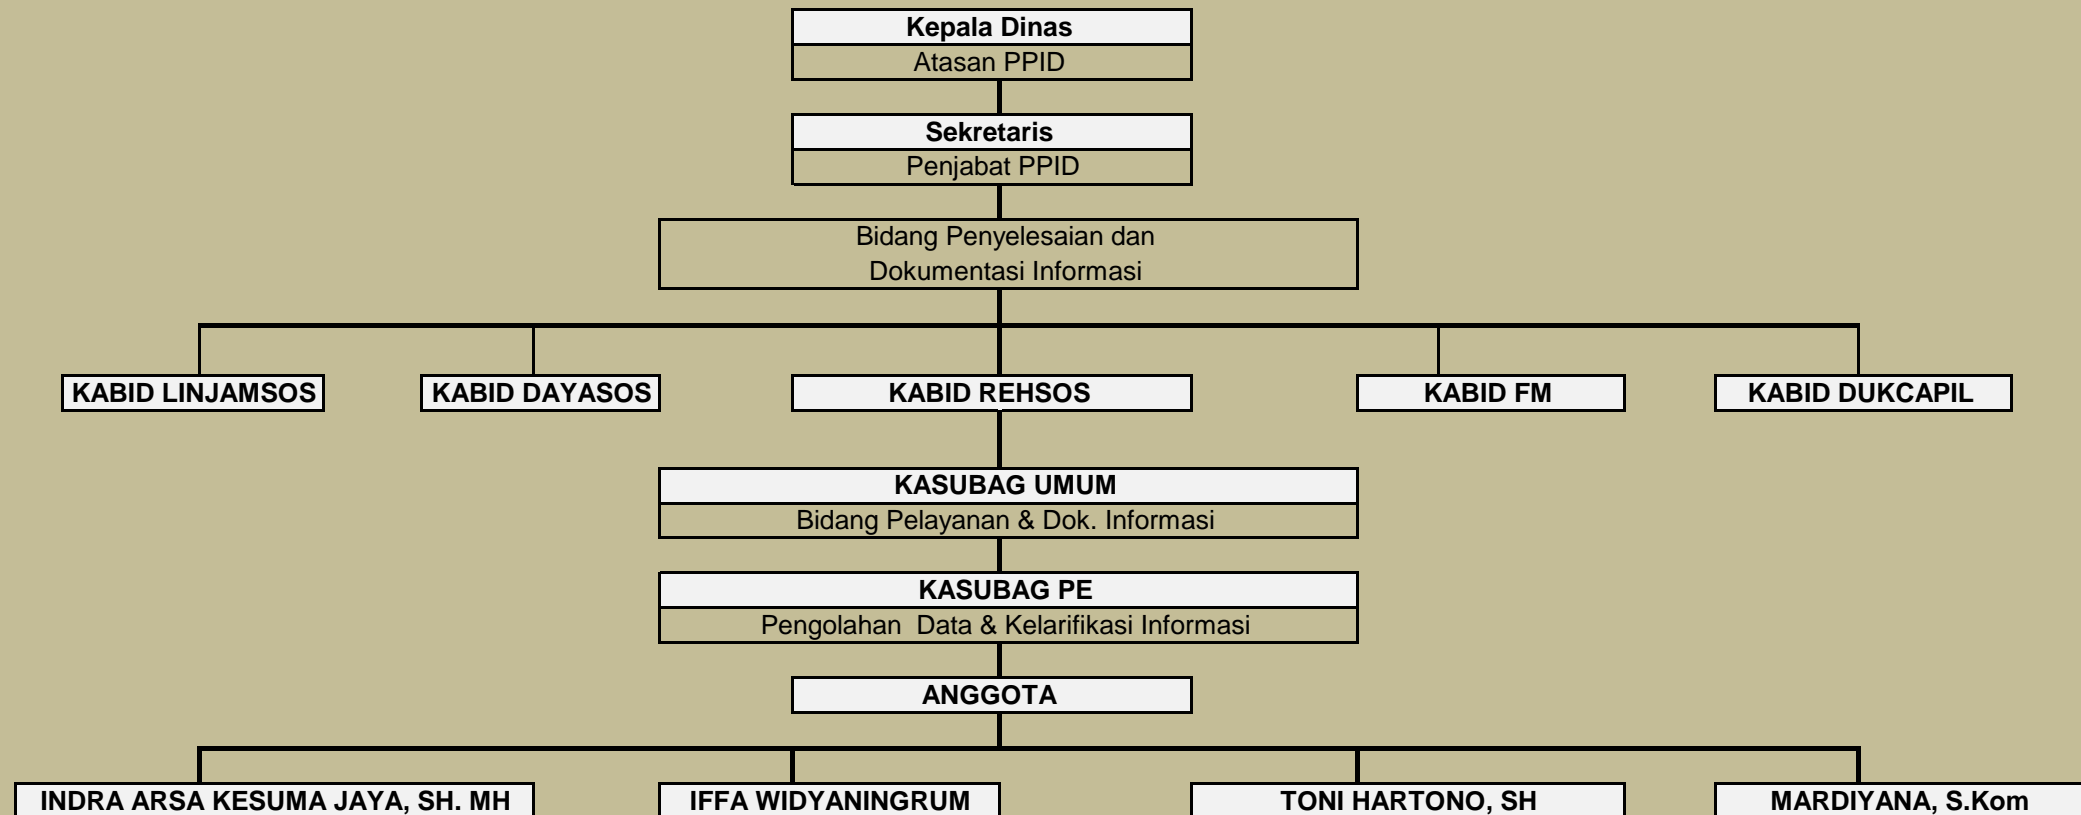 Kepala Dinas
Atasan PPID
Sekretaris
Penjabat PPID
Bidang Penyelesaian dan
Dokumentasi Informasi
KABID LINJAMSOS
KABID DAYASOS
KABID REHSOS
KABID FM
KABID DUKCAPIL
KASUBAG UMUM
Bidang Pelayanan & Dok. Informasi
KASUBAG PE
Pengolahan  Data & Kelarifikasi Informasi
ANGGOTA
INDRA ARSA KESUMA JAYA, SH. MH
IFFA WIDYANINGRUM
TONI HARTONO, SH
MARDIYANA, S.Kom